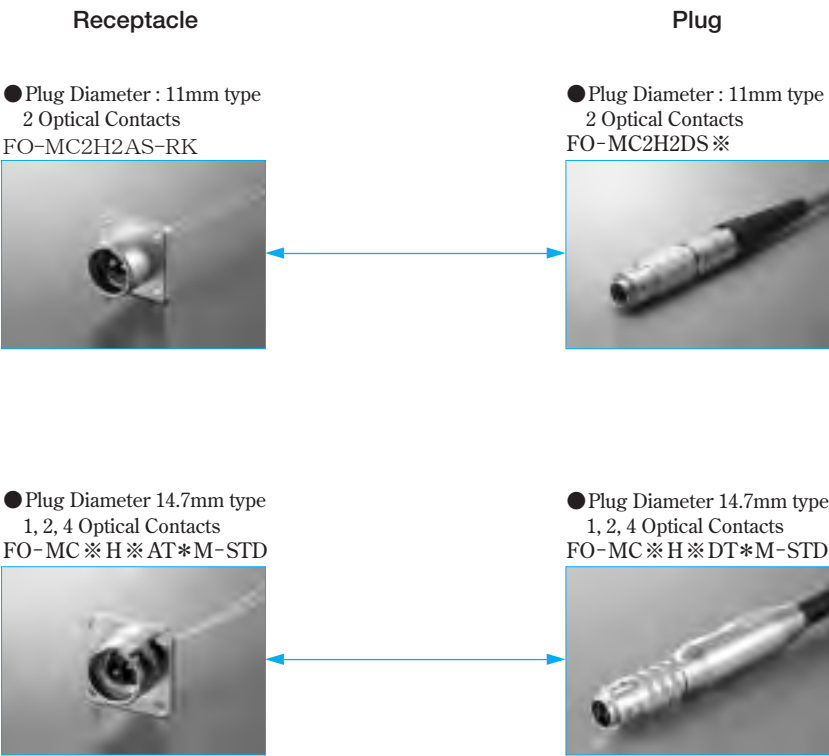 Receptacle
Plug
●Plug Diameter : 11mm type
2 Optical Contacts
FO-MC2H2AS-RK
●Plug Diameter : 11mm type
2 Optical Contacts
FO-MC2H2DS※
●Plug Diameter 14.7mm type
1, 2, 4 Optical Contacts
FO-MC※H※AT*M-STD
●Plug Diameter 14.7mm type
1, 2, 4 Optical Contacts
FO-MC※H※DT*M-STD